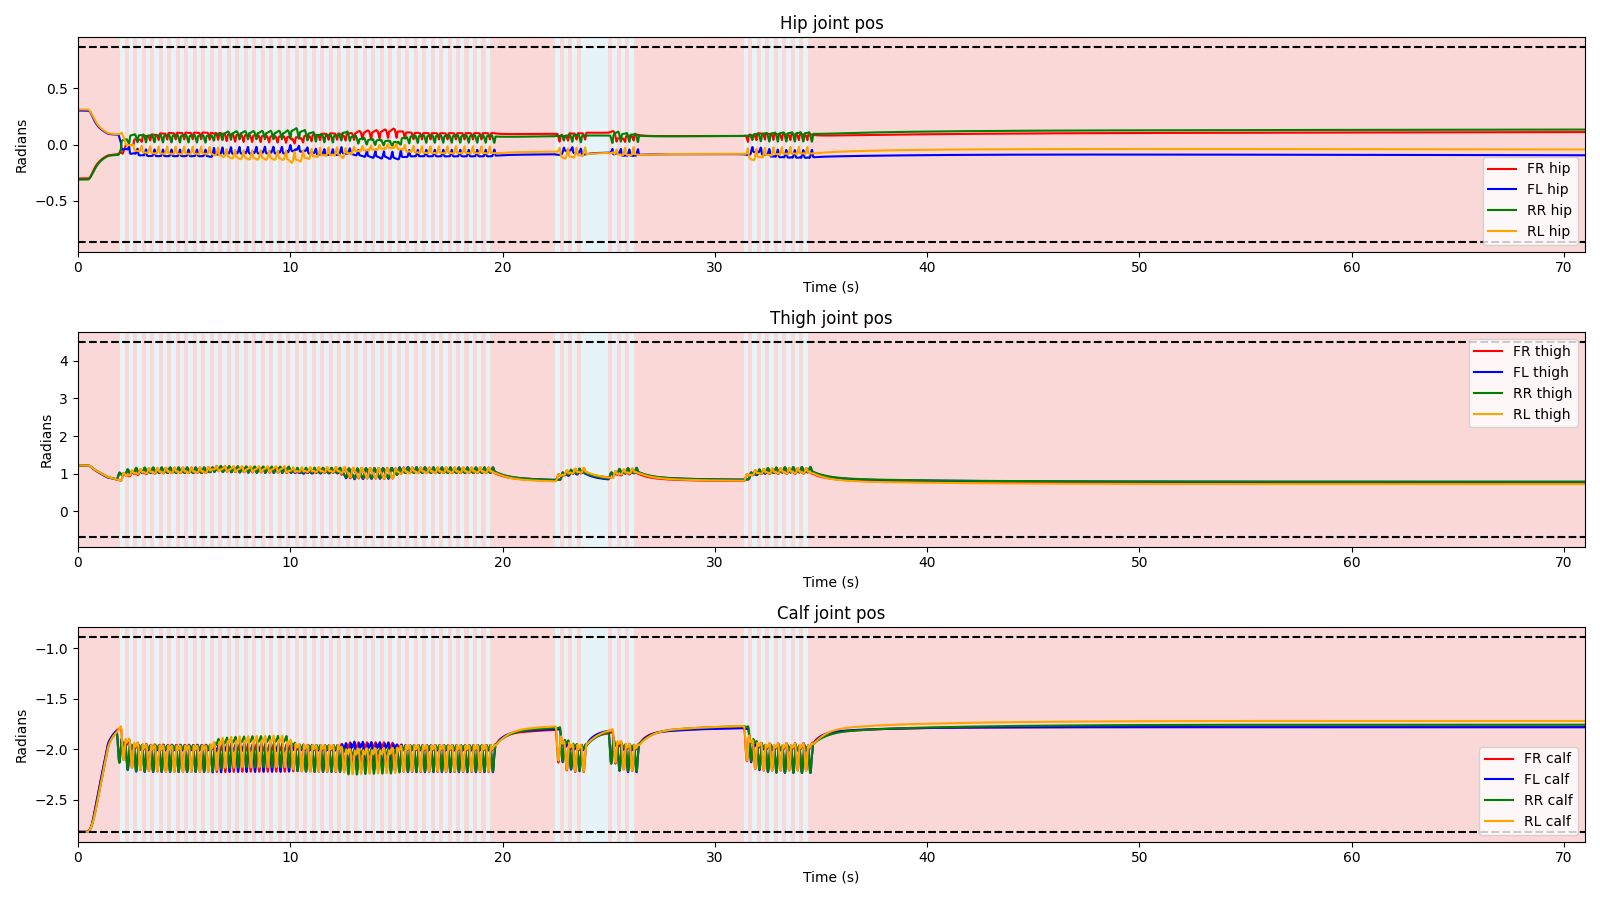 Hip joint pos
Radians
0.5
0.0
−0.5
0 10 20 30 40 50 60 70
Time (s)
FR hip
FL hip
RR hip
RL hip
Thigh joint pos
Radians
4
3
2
1
0
0 10 20 30 40 50 60 70
Time (s)
FR thigh
FL thigh
RR thigh
RL thigh
Calf joint pos
Radians
−1.0
−1.5
−2.0
−2.5
0 10 20 30 40 50 60 70
Time (s)
FR calf
FL calf
RR calf
RL calf